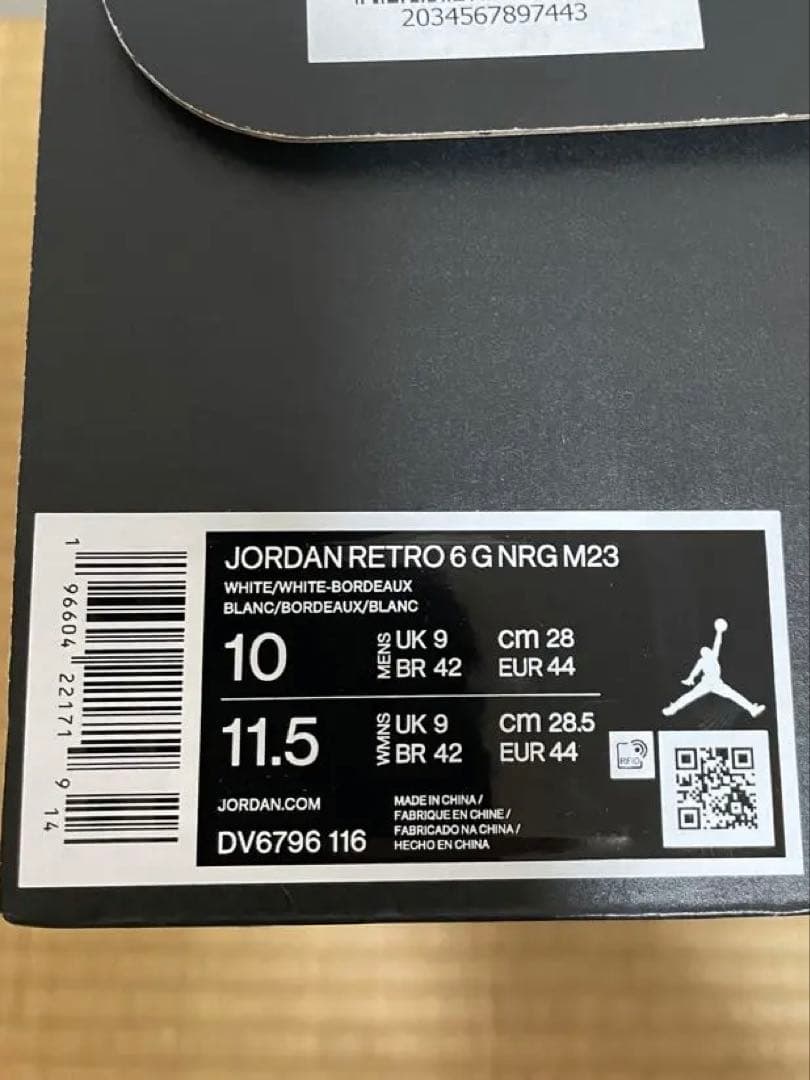 2034567897443
JORDAN RETRO 6 G NRG M23
WHITE/WHITE-BORDEAUX
BLANC/BORDEAUX/BLANC
10 MENS UK 9 cm 28
BR 42 EUR 44
11.5 WMNS UK 9 cm 28.5
BR 42 EUR 44
RFID
JORDAN.COM
DV6796 116
MADE IN CHINA /
FABRIQUE EN CHINE /
FABRICADO NA CHINA /
HECHO EN CHINA
1 96604 22171 9 14